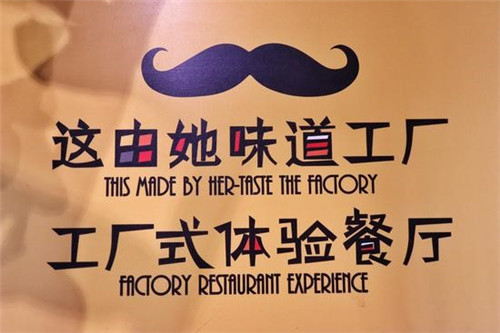 这由她味道工厂
THIS MADE BY HER-TASTE THE FACTORY
工厂式体验餐厅
FACTORY RESTAURANT EXPERIENCE